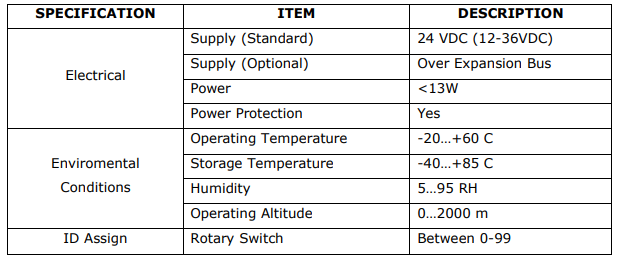 SPECIFICATION ITEM DESCRIPTION
Electrical
Supply (Standard) 24 VDC (12-36VDC)
Supply (Optional) Over Expansion Bus
Power <13W
Power Protection Yes
Enviromental
Conditions
Operating Temperature -20…+60 C
Storage Temperature -40…+85 C
Humidity 5…95 RH
Operating Altitude 0…2000 m
ID Assign Rotary Switch Between 0-99